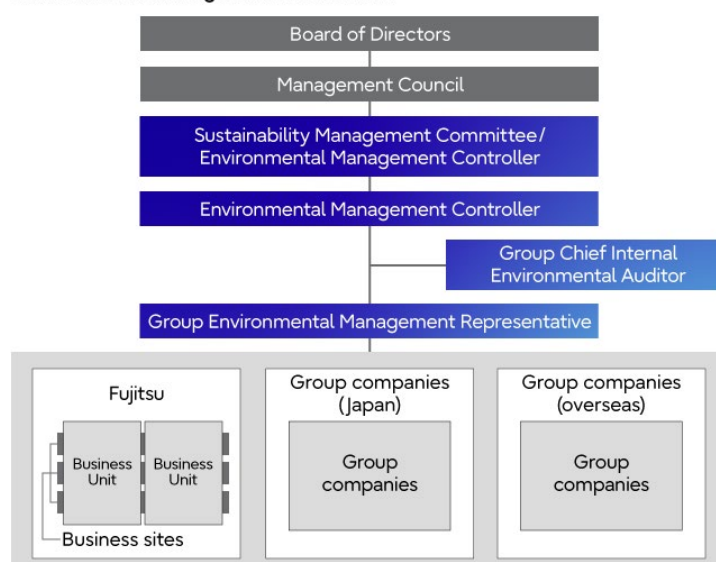 Board of Directors
Management Council
Sustainability Management Committee/
Environmental Management Controller
Environmental Management Controller
Group Chief Internal
Environmental Auditor
Group Environmental Management Representative
Fujitsu
Business
Unit
Business
Unit
Business sites
Group companies
(Japan)
Group
companies
Group companies
(overseas)
Group
companies